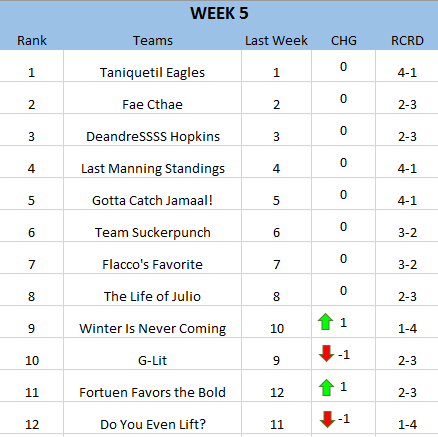 WEEK 5
Rank Teams Last Week CHG RCRD
1 Taniquetil Eagles 1 0 4-1
2 Fae Cthae 2 0 2-3
3 DeandreSSSS Hopkins 3 0 2-3
4 Last Manning Standings 4 0 4-1
5 Gotta Catch Jamaal! 5 0 4-1
6 Team Suckerpunch 6 0 3-2
7 Flacco's Favorite 7 0 3-2
8 The Life of Julio 8 0 2-3
9 Winter Is Never Coming 10 1 1-4
10 G-Lit 9 -1 2-3
11 Fortuen Favors the Bold 12 1 2-3
12 Do You Even Lift? 11 -1 1-4